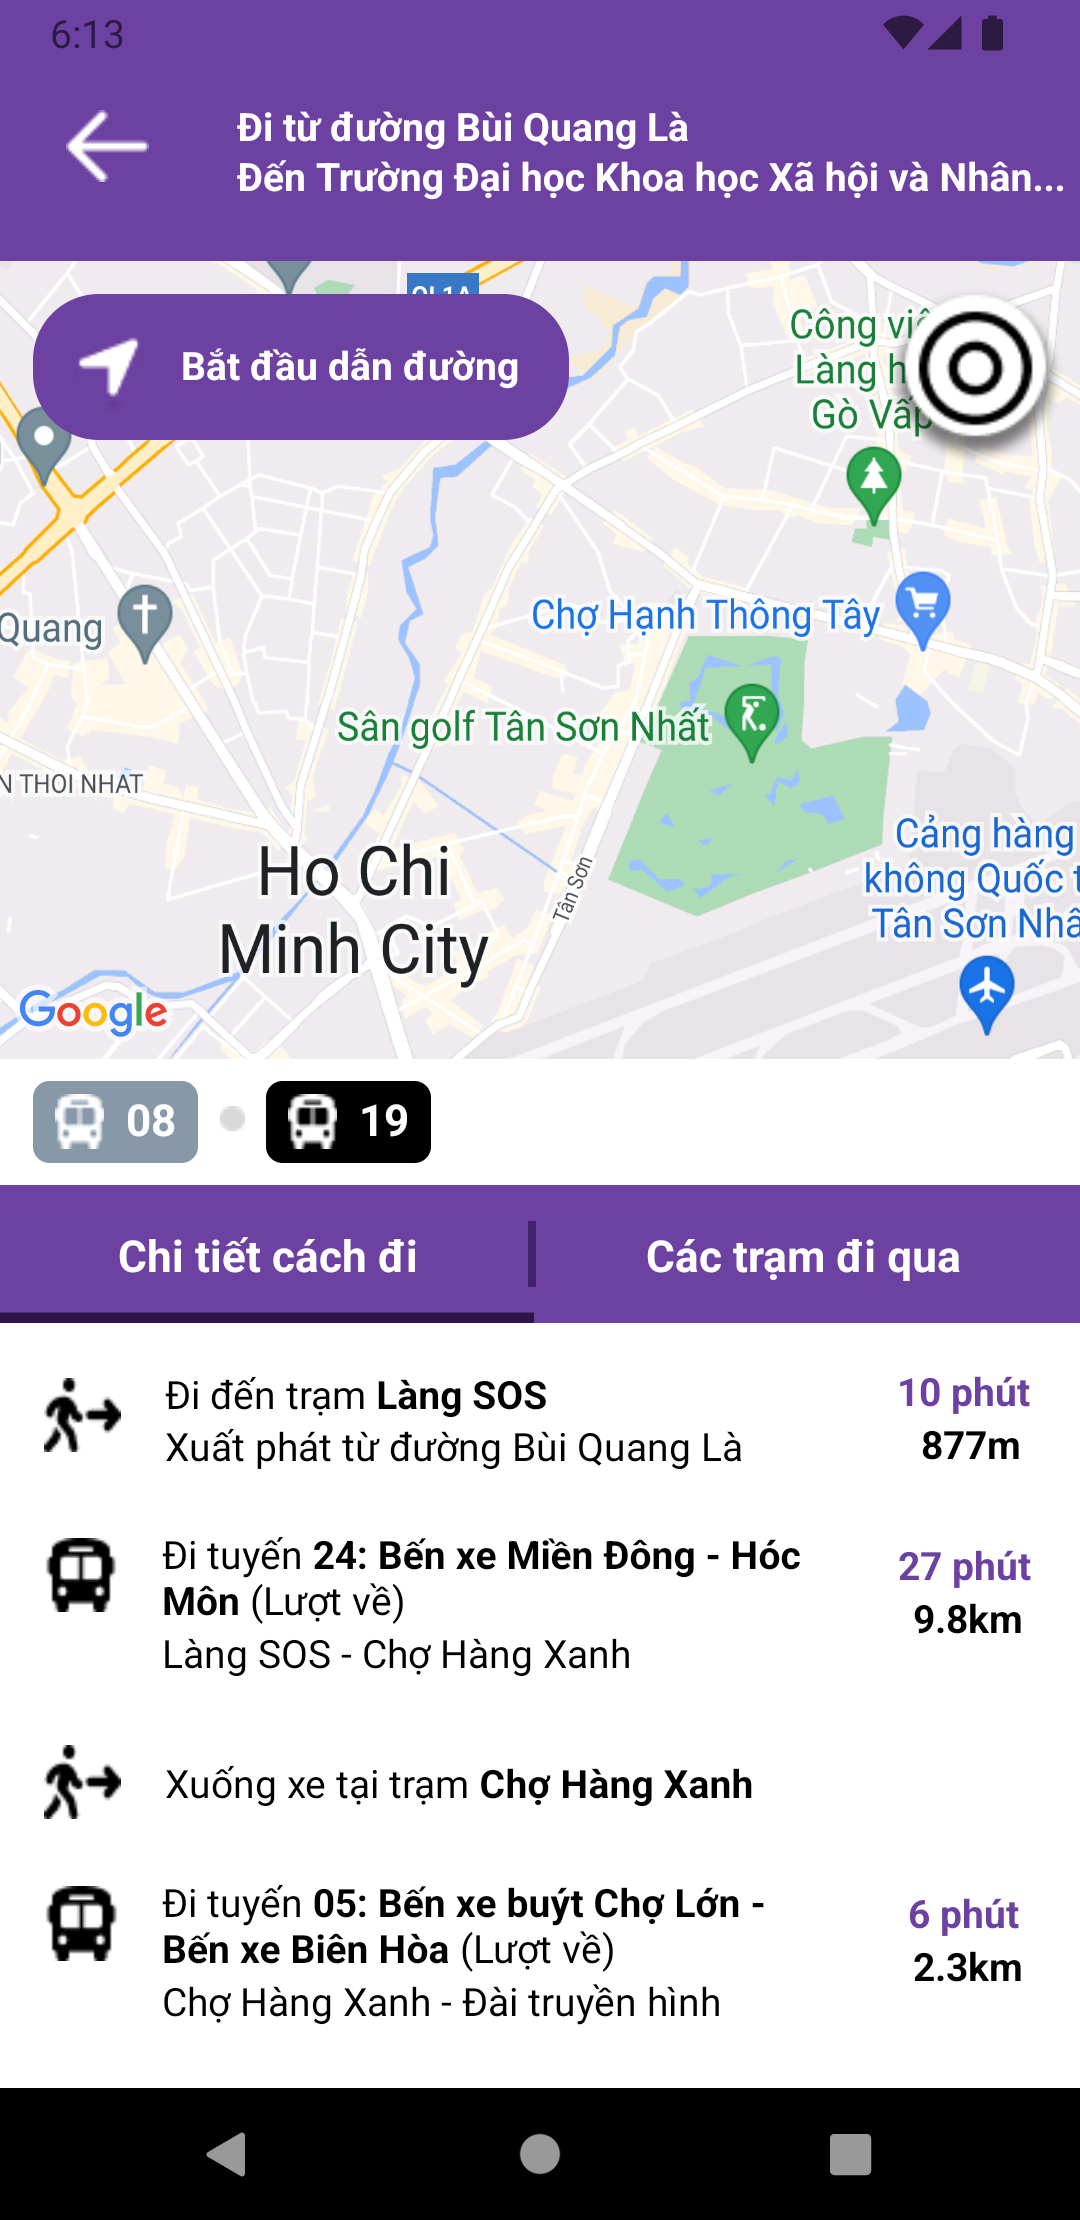 6:13
Đi từ đường Bùi Quang Là
Đến Trường Đại học Khoa học Xã hội và Nhân...
QL1A
Bắt đầu dẫn đường
Công
Làng
Gò Vấp
Quang
Chợ Hạnh Thông Tây
Sân golf Tân Sơn Nhất
THOI NHAT
Cảng hàng
không Quốc
Tân Sơn
Tân Sơn
Ho Chi
Minh City
Google
08
19
Chi tiết cách đi
Các trạm đi qua
Đi đến trạm Làng SOS
10 phút
Xuất phát từ đường Bùi Quang Là
877m
Đi tuyến 24: Bến xe Miền Đông - Hóc
Môn (Lượt về)
27 phút
9.8km
Làng SOS - Chợ Hàng Xanh
Xuống xe tại trạm Chợ Hàng Xanh
Đi tuyến 05: Bến xe buýt Chợ Lớn -
Bến xe Biên Hòa (Lượt về)
6 phút
2.3km
Chợ Hàng Xanh - Đài truyền hình